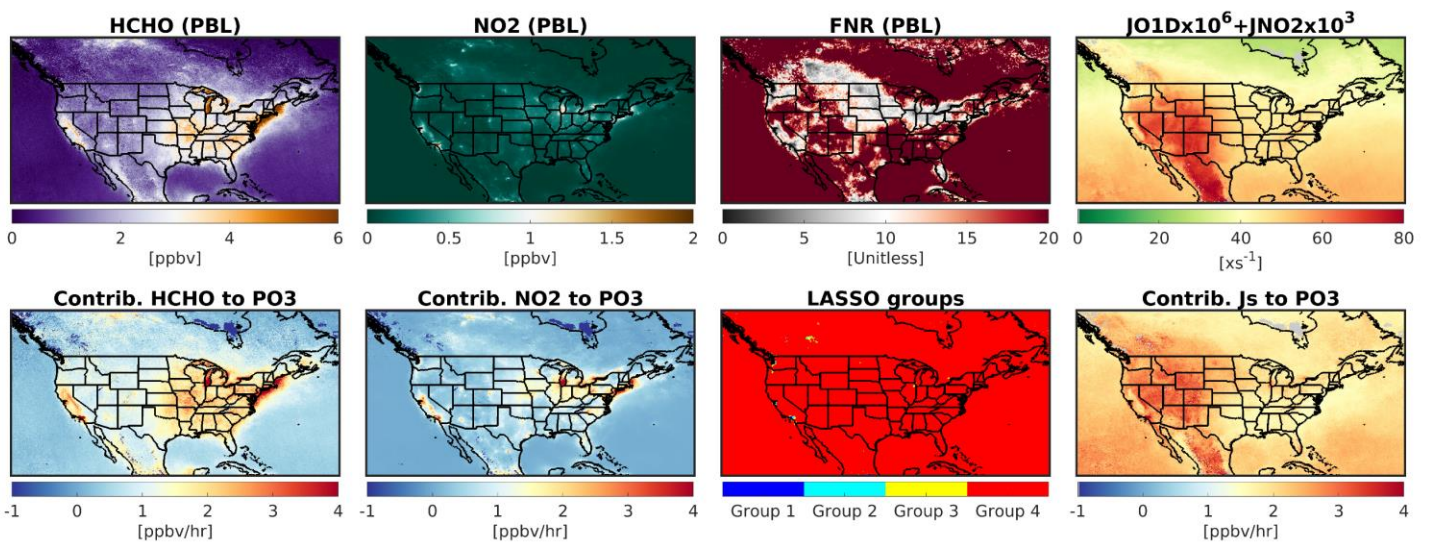 HCHO (PBL)
NO2 (PBL)
FNR (PBL)
JO1Dx10⁶+JNO2x10³
0 2 4 6
[ppbv]
0 0.5 1 1.5 2
[ppbv]
0 5 10 15 20
[Unitless]
0 20 40 60 80
[xs⁻¹]
Contrib. HCHO to PO3
Contrib. NO2 to PO3
LASSO groups
Contrib. Js to PO3
-1 0 1 2 3 4
[ppbv/hr]
-1 0 1 2 3 4
[ppbv/hr]
Group 1 Group 2 Group 3 Group 4
-1 0 1 2 3 4
[ppbv/hr]